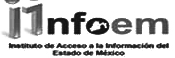 infoem
Instituto de Acceso a la Información del
Estado de México